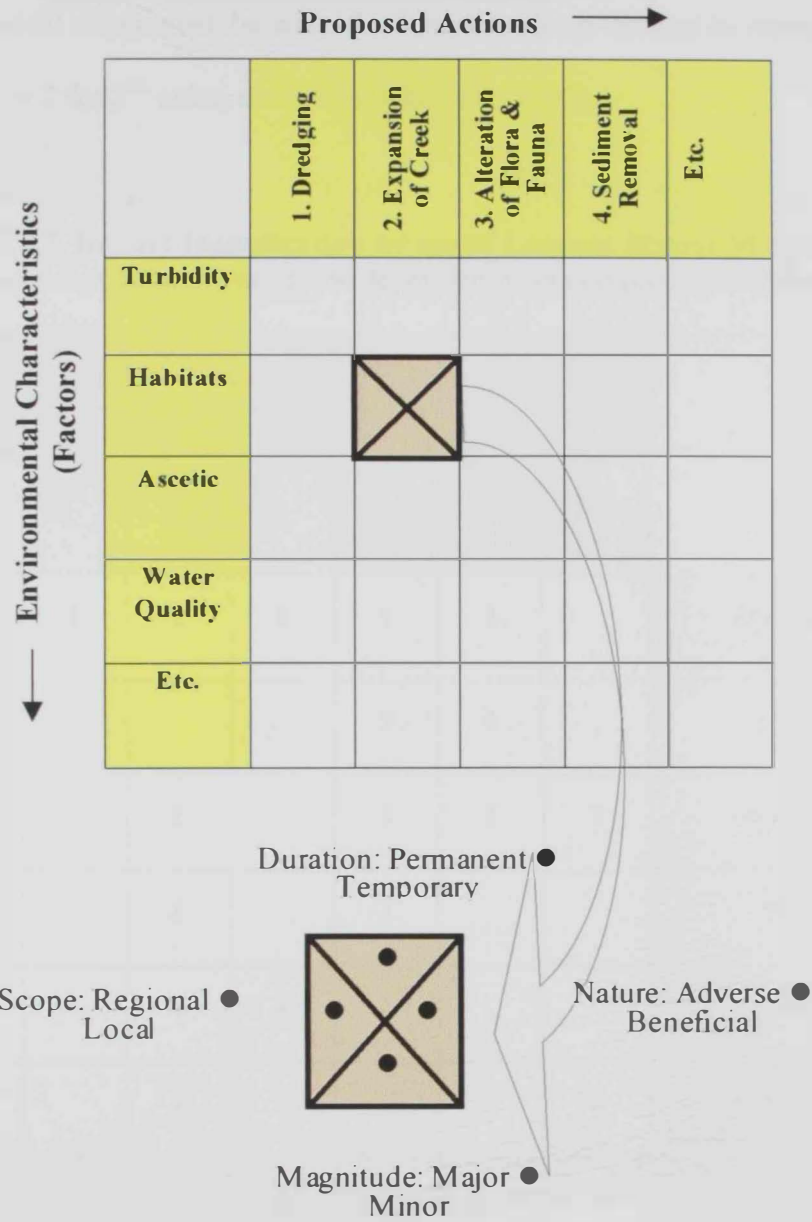 Proposed Actions
1. Dredging
2. Expansion
of Creek
3. Alteration
of Flora &
Fauna
4. Sediment
Removal
Etc.
Environmental Characteristics
(Factors)
Turbidity
Habitats
Ascetic
Water
Quality
Etc.
Duration: Permanent ●
Temporary
Scope: Regional ●
Local
Nature: Adverse ●
Beneficial
Magnitude: Major ●
Minor